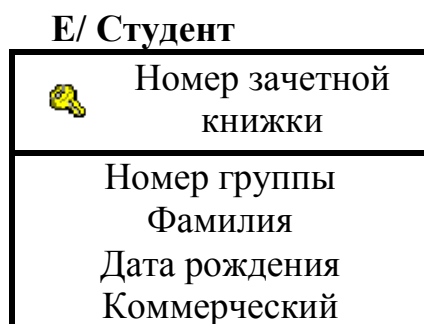 Е/ Студент
Номер зачетной
книжки
Номер группы
Фамилия
Дата рождения
Коммерческий